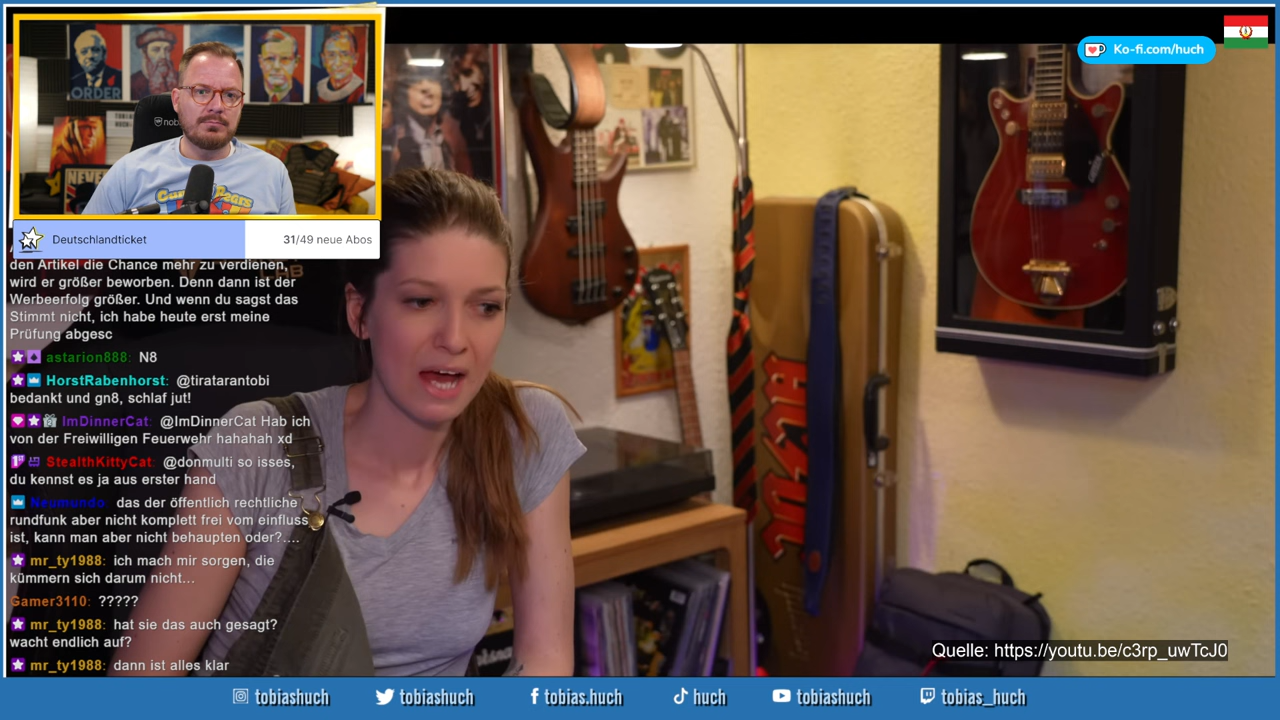 ORDER
NEVER
Deutschlandticket
31/49 neue Abos
Ko-fi.com/huch
den Artikel die Chance mehr zu verdienen,
wird er größer beworben. Denn dann ist der
Werbeerfolg größer. Und wenn du sagst das
Stimmt nicht, ich habe heute erst meine
Prüfung abgesc
astarion888: N8
HorstRabenhorst: @tiratarantobi
bedankt und gn8, schlaf jut!
ImDinnerCat: @ImDinnerCat Hab ich
von der Freiwilligen Feuerwehr hahahah xd
StealthKittyCat: @donmulti so isses,
du kennst es ja aus erster hand
Neumundo: das der öffentlich rechtliche
rundfunk aber nicht komplett frei vom einfluss
ist, kann man aber nicht behaupten oder?....
mr_ty1988: ich mach mir sorgen, die
kümmern sich darum nicht...
Gamer3110: ?????
mr_ty1988: hat sie das auch gesagt?
wacht endlich auf?
mr_ty1988: dann ist alles klar
Quelle: https://youtu.be/c3rp_uwTcJ0
tobiashuch
tobiashuch
tobias.huch
huch
tobiashuch
tobias_huch